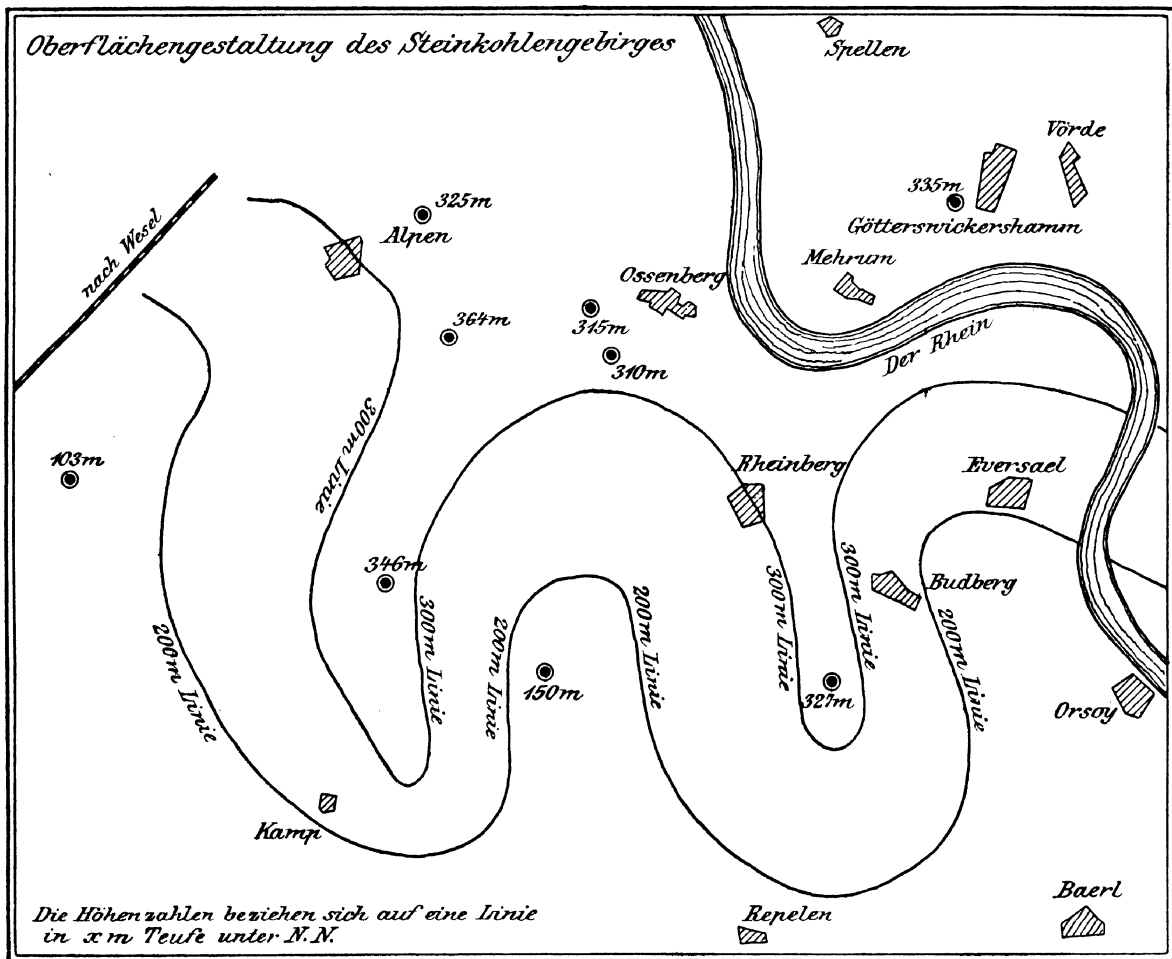 Oberflächengestaltung des Steinkohlengebirges
Spellen
Vörde
335m
Götterswickershamm
nach Wesel
325m
Alpen
Mehrum
Ossenberg
364m
315m
310m
Der Rhein
300m Linie
103m
Rheinberg
Eversael
346m
300m Linie
200m Linie
200m Linie
300m Linie
200m Linie
300m Linie
Budberg
200m Linie
150m
327m
Orsoy
Kamp
Die Höhenzahlen beziehen sich auf eine Linie
in x m Teufe unter N.N.
Repelen
Baerl